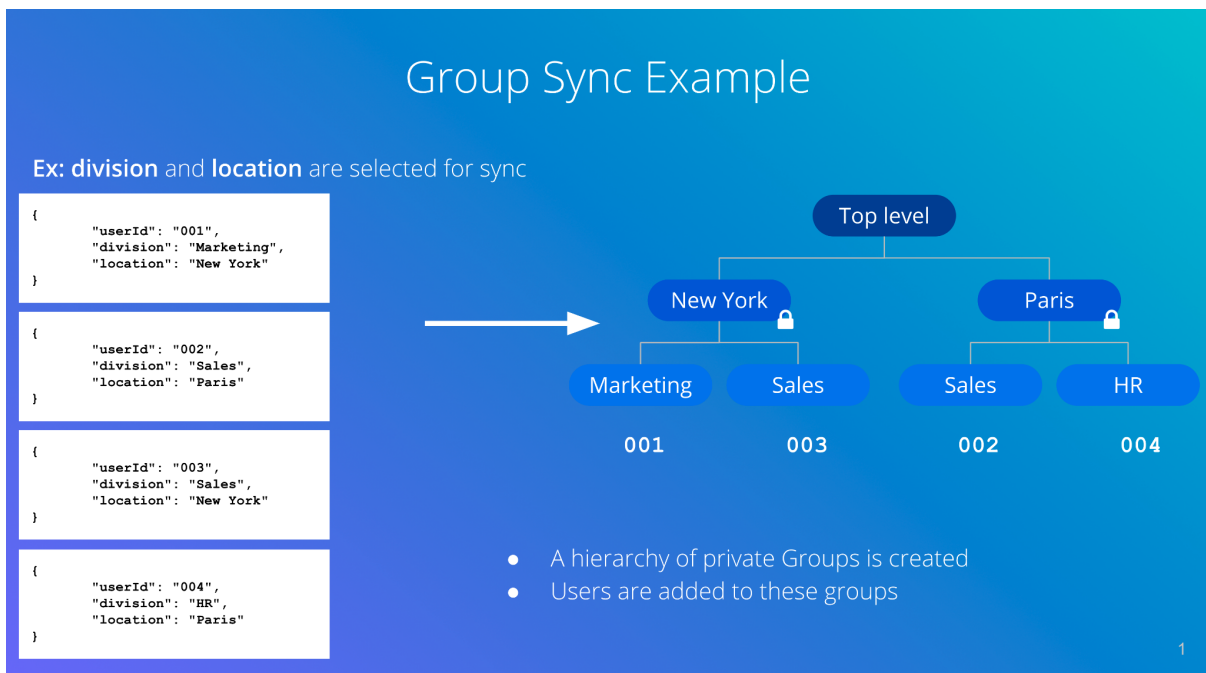 Group Sync Example
Ex: division and location are selected for sync
{
"userId": "001",
"division": "Marketing",
"location": "New York"
}
{
"userId": "002",
"division": "Sales",
"location": "Paris"
}
{
"userId": "003",
"division": "Sales",
"location": "New York"
}
{
"userId": "004",
"division": "HR",
"location": "Paris"
}
Top level
New York Paris
Marketing Sales Sales HR
001 003 002 004
● A hierarchy of private Groups is created
● Users are added to these groups
1